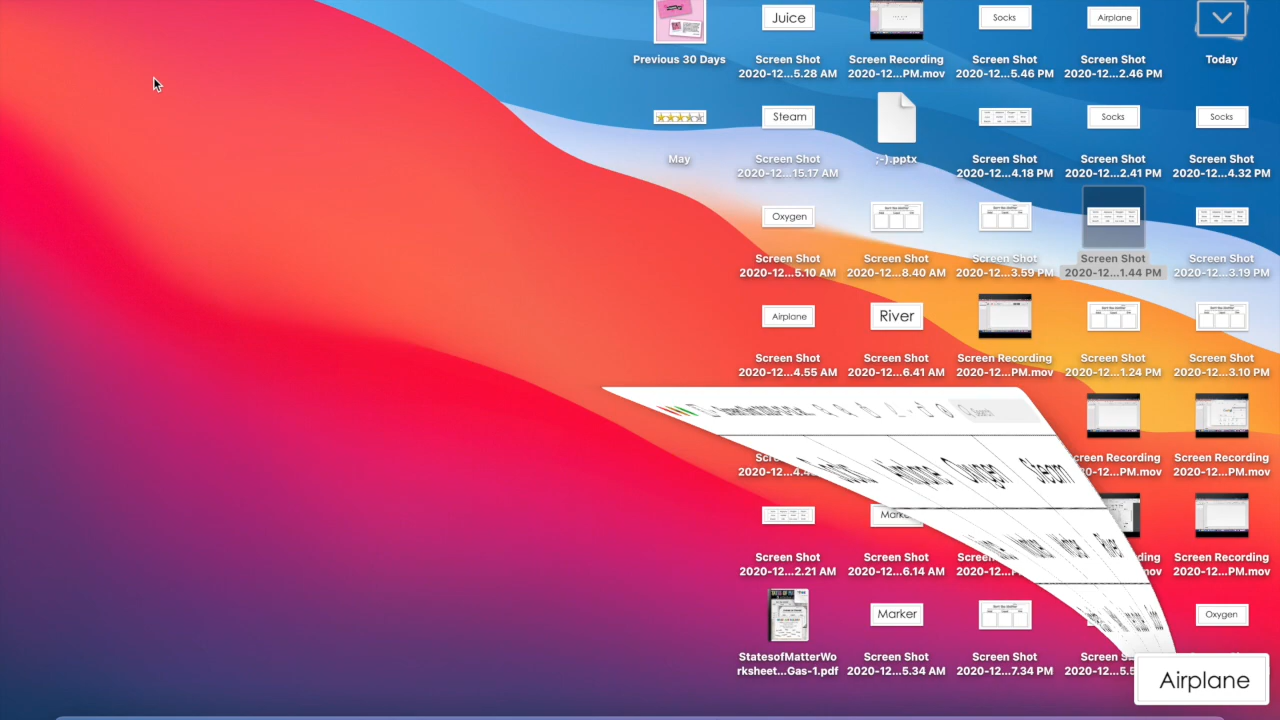 Juice
Socks
Airplane
Previous 30 Days
Screen Shot
2020-12...5.28 AM
Screen Recording
2020-12...PM.mov
Screen Shot
2020-12...5.46 PM
Screen Shot
2020-12...2.46 PM
Today
Steam
Socks
Socks
May
Screen Shot
2020-12...15.17 AM
;-).pptx
Screen Shot
2020-12...4.18 PM
Screen Shot
2020-12...2.41 PM
Screen Shot
2020-12...4.32 PM
Oxygen
Screen Shot
2020-12...5.10 AM
Screen Shot
2020-12...8.40 AM
Screen Shot
2020-12...3.59 PM
Screen Shot
2020-12...1.44 PM
Screen Shot
2020-12...3.19 PM
Airplane
River
Screen Shot
2020-12...4.55 AM
Screen Shot
2020-12...6.41 AM
Screen Recording
2020-12...PM.mov
Screen Shot
2020-12...1.24 PM
Screen Shot
2020-12...3.10 PM
Search
Oxygen
Steam
Screen Recording
2020-12...PM.mov
River
Screen Shot
2020-12...2.21 AM
Screen Shot
2020-12...6.14 AM
Screen Recording
2020-12...PM.mov
Marker
Oxygen
StatesofMatterWo
rksheet...Gas-1.pdf
Screen Shot
2020-12...5.34 AM
Screen Shot
2020-12...7.34 PM
Airplane